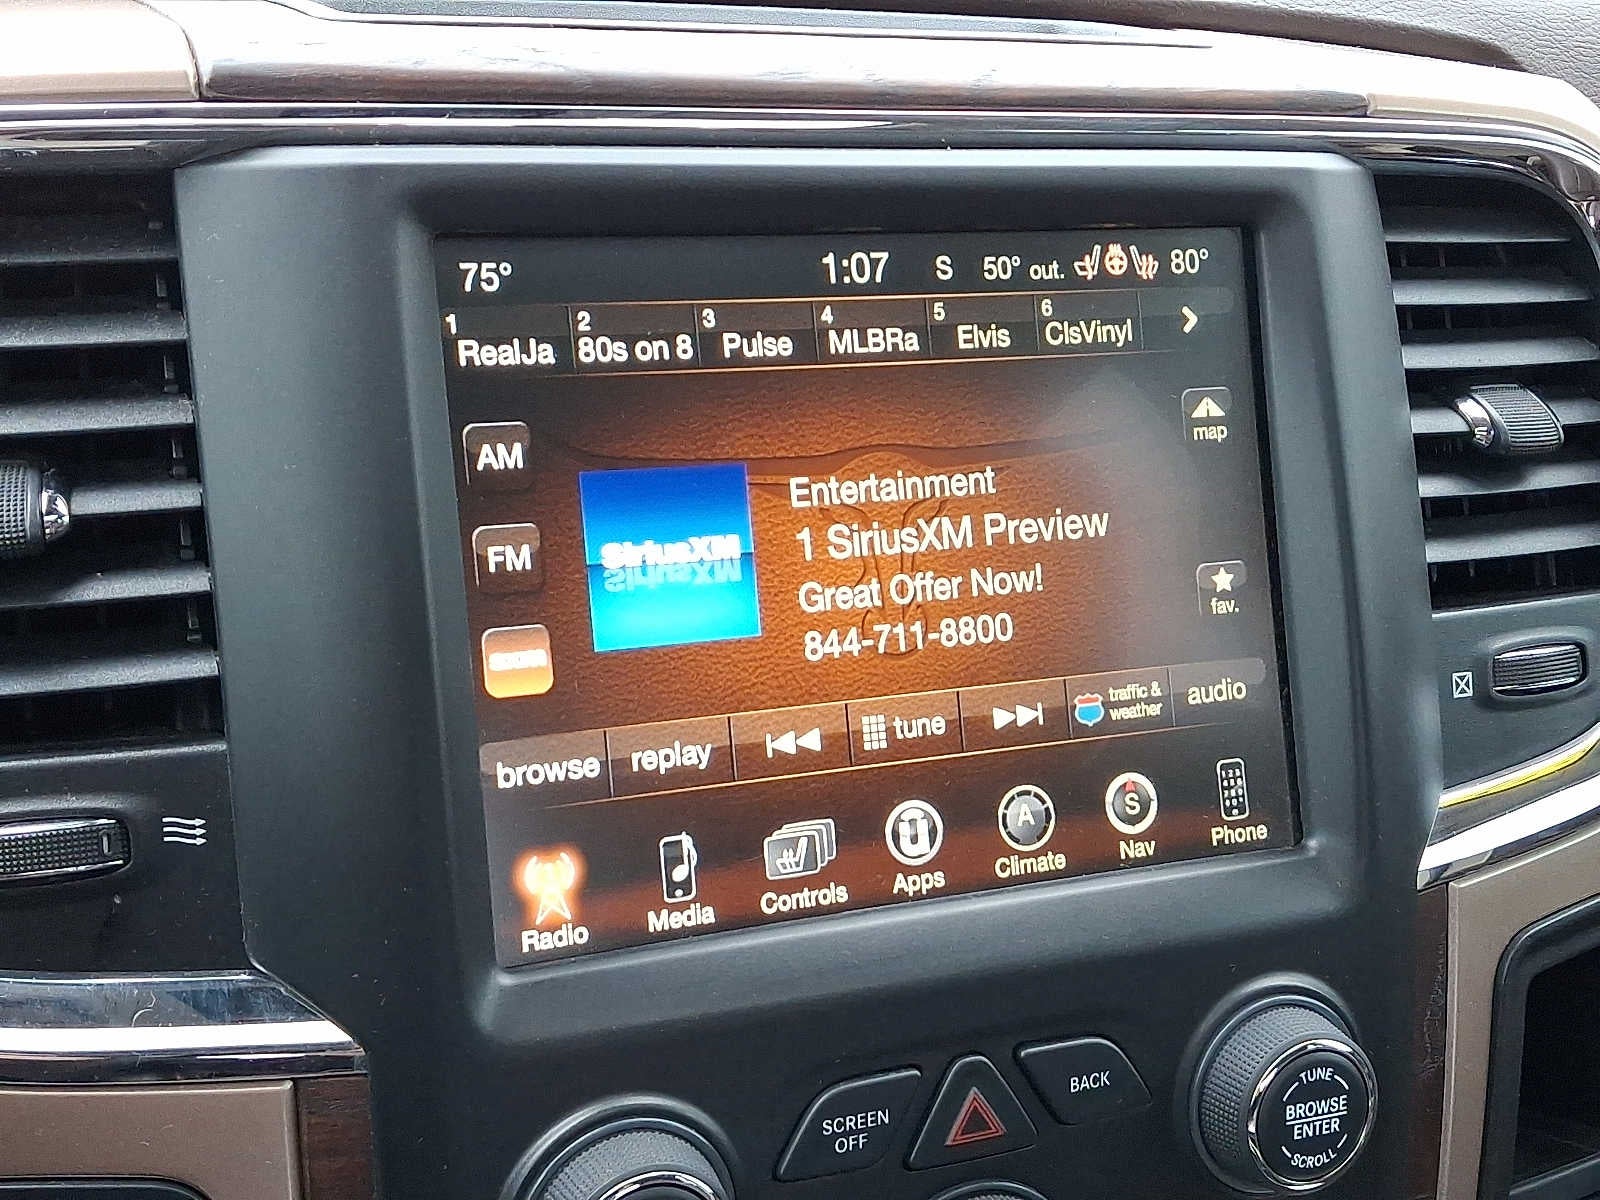 75° 1:07 S 50° out. 80°
1 2 3 4 5 6
RealJa 80s on 8 Pulse MLBRa Elvis ClsVinyl
AM
map
Entertainment
SiriusXM
1 SiriusXM Preview
FM
Great Offer Now!
fav.
844-711-8800
browse replay tune traffic & weather audio
Radio Media Controls Apps Climate Nav Phone
A
S
SCREEN OFF
BACK
TUNE
BROWSE
ENTER
SCROLL